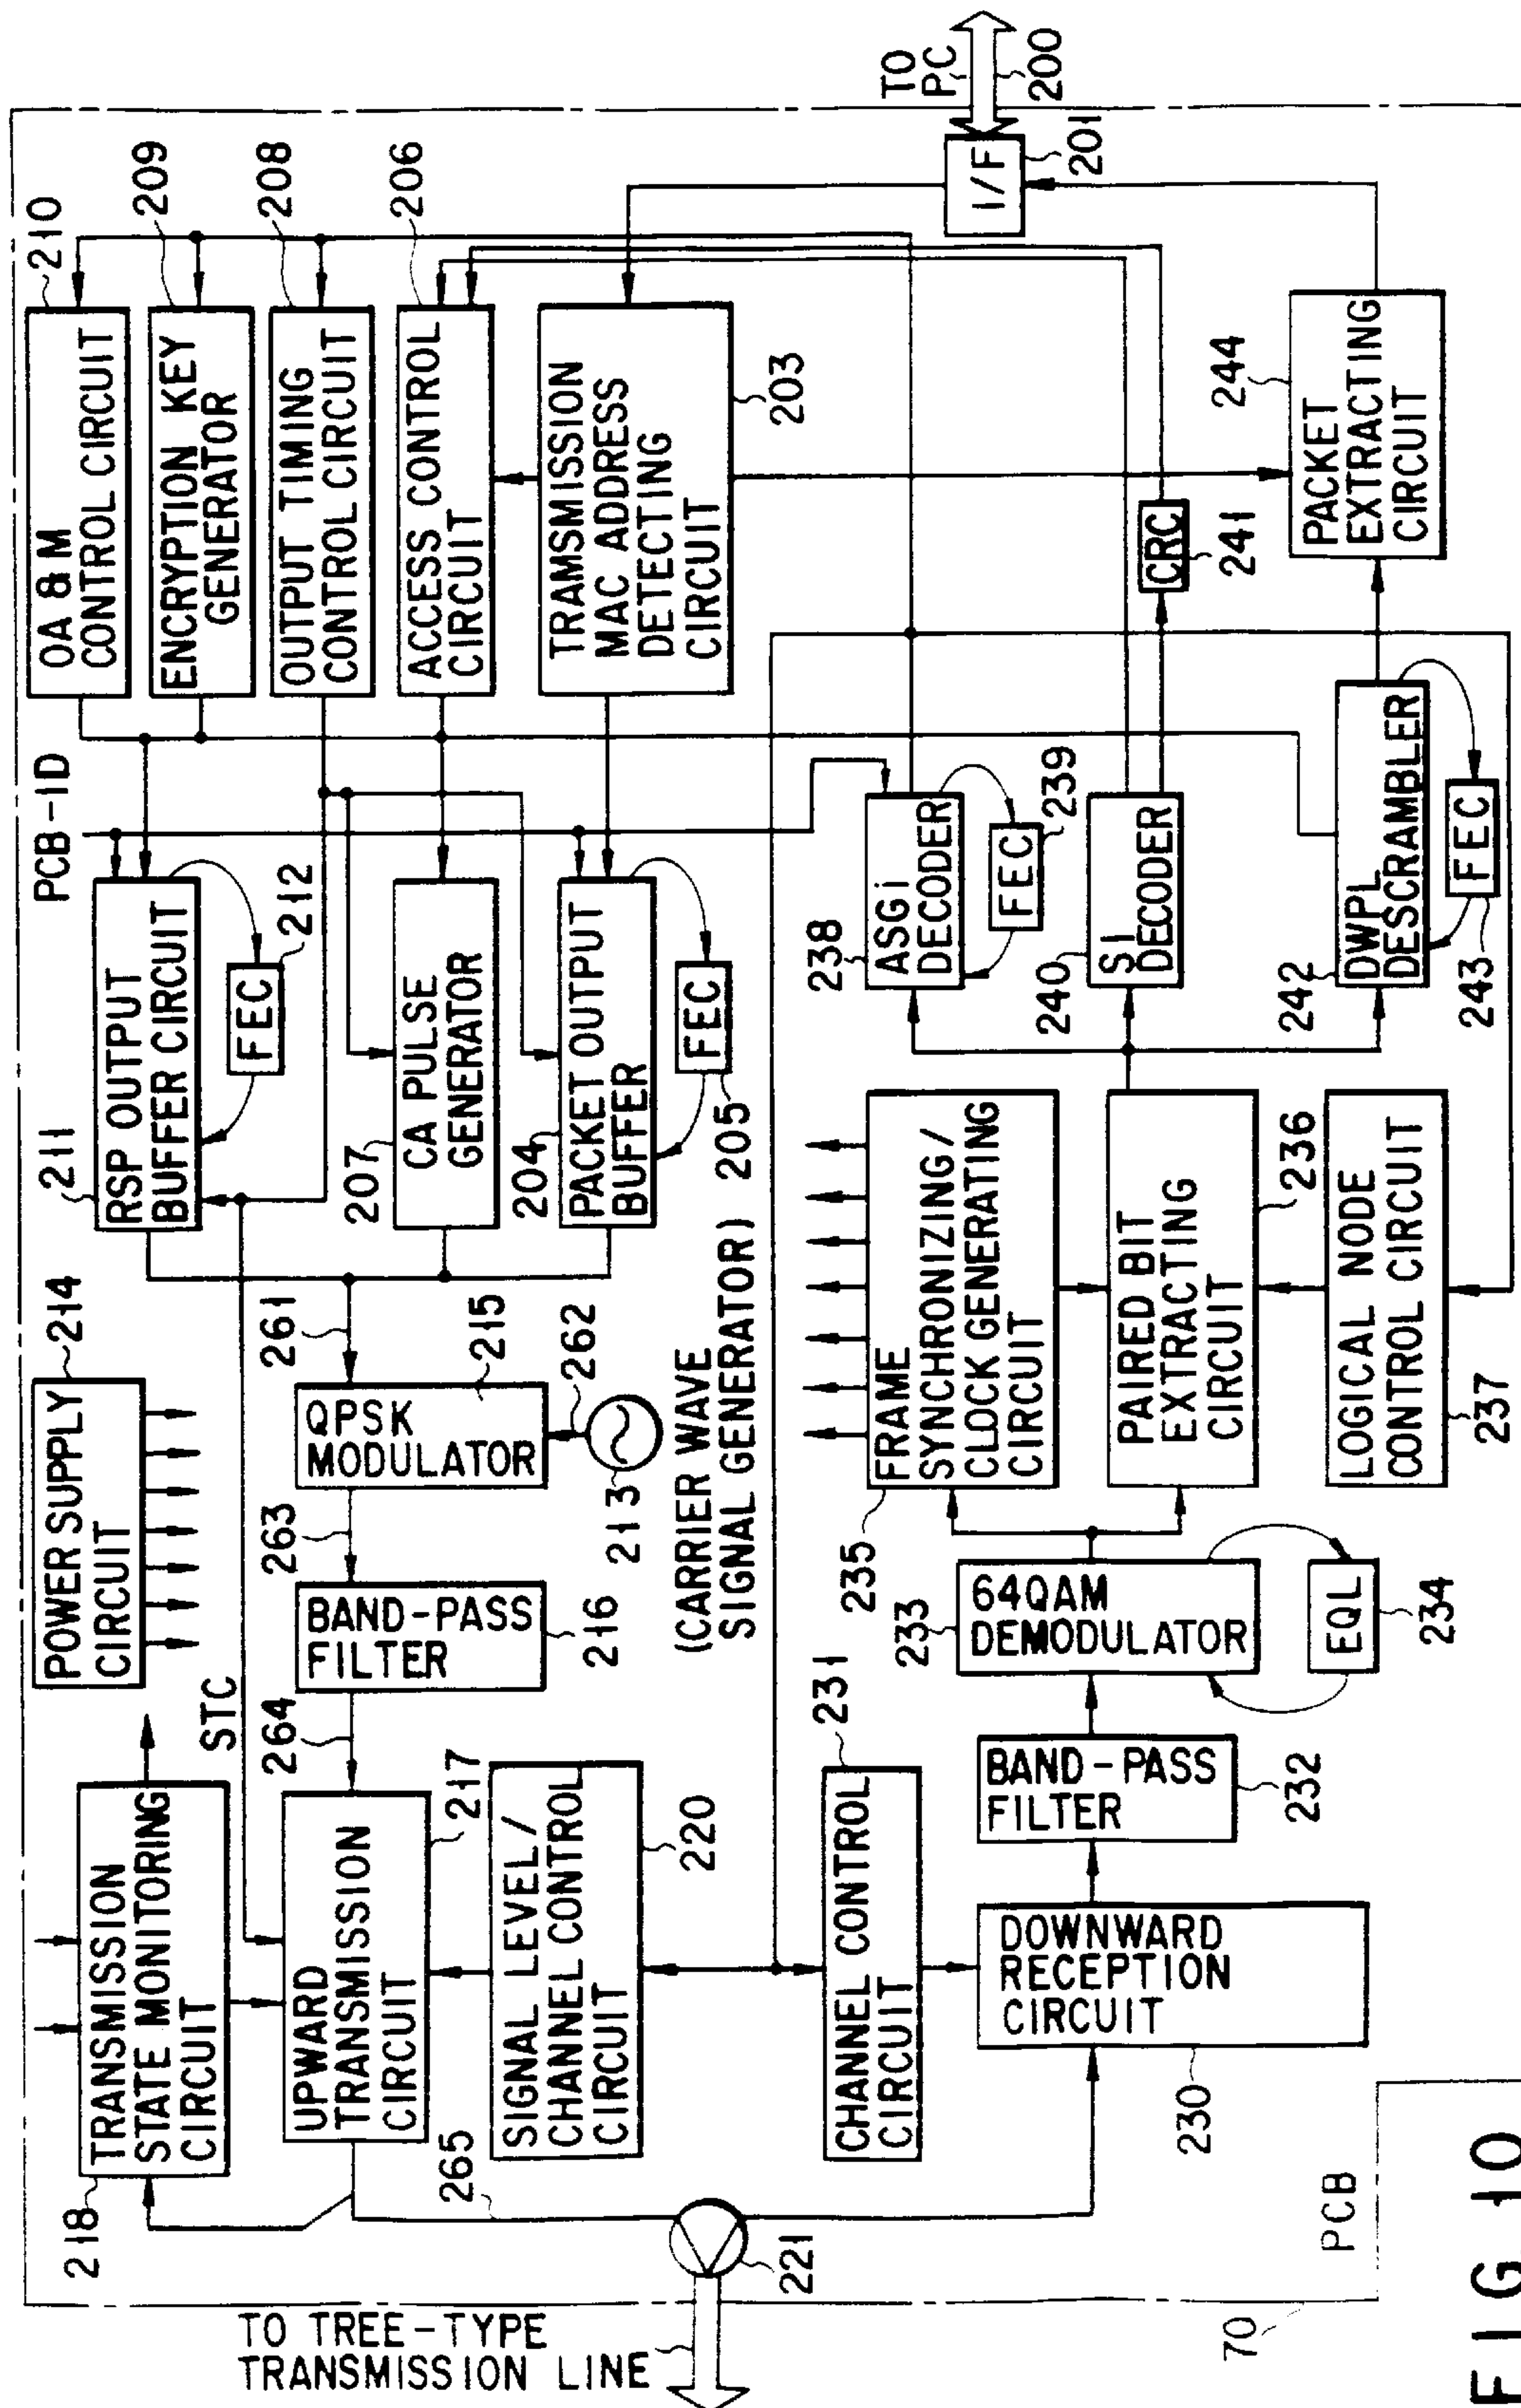 TO TREE-TYPE
TRANSMISSION LINE
218
TRANSMISSION
STATE MONITORING
CIRCUIT
STC
POWER SUPPLY
CIRCUIT
214
211
RSP OUTPUT
BUFFER CIRCUIT
FEC
212
PCB-ID
OA & M
CONTROL CIRCUIT
210
ENCRYPTION KEY
GENERATOR
209
OUTPUT TIMING
CONTROL CIRCUIT
208
ACCESS CONTROL
CIRCUIT
206
TRAMSMISSION
MAC ADDRESS
DETECTING
CIRCUIT
203
265
UPWARD
TRANSMISSION
CIRCUIT
217
264
BAND-PASS
FILTER
216
263
QPSK
MODULATOR
215
261
262
213
(CARRIER WAVE
SIGNAL GENERATOR)
207
CA PULSE
GENERATOR
204
PACKET OUTPUT
BUFFER
FEC
205
SIGNAL LEVEL/
CHANNEL CONTROL
CIRCUIT
220
221
CHANNEL CONTROL
CIRCUIT
231
DOWNWARD
RECEPTION
CIRCUIT
230
BAND-PASS
FILTER
232
233
64QAM
DEMODULATOR
EQL
234
235
FRAME
SYNCHRONIZING/
CLOCK GENERATING
CIRCUIT
PAIRED BIT
EXTRACTING
CIRCUIT
236
LOGICAL NODE
CONTROL CIRCUIT
237
238
ASGi
DECODER
FEC
239
240
SI
DECODER
CRC
241
242
DWPL
DESCRAMBLER
FEC
243
PACKET
EXTRACTING
CIRCUIT
244
I/F
201
TO
PC
200
PCB
70
FIG. 10